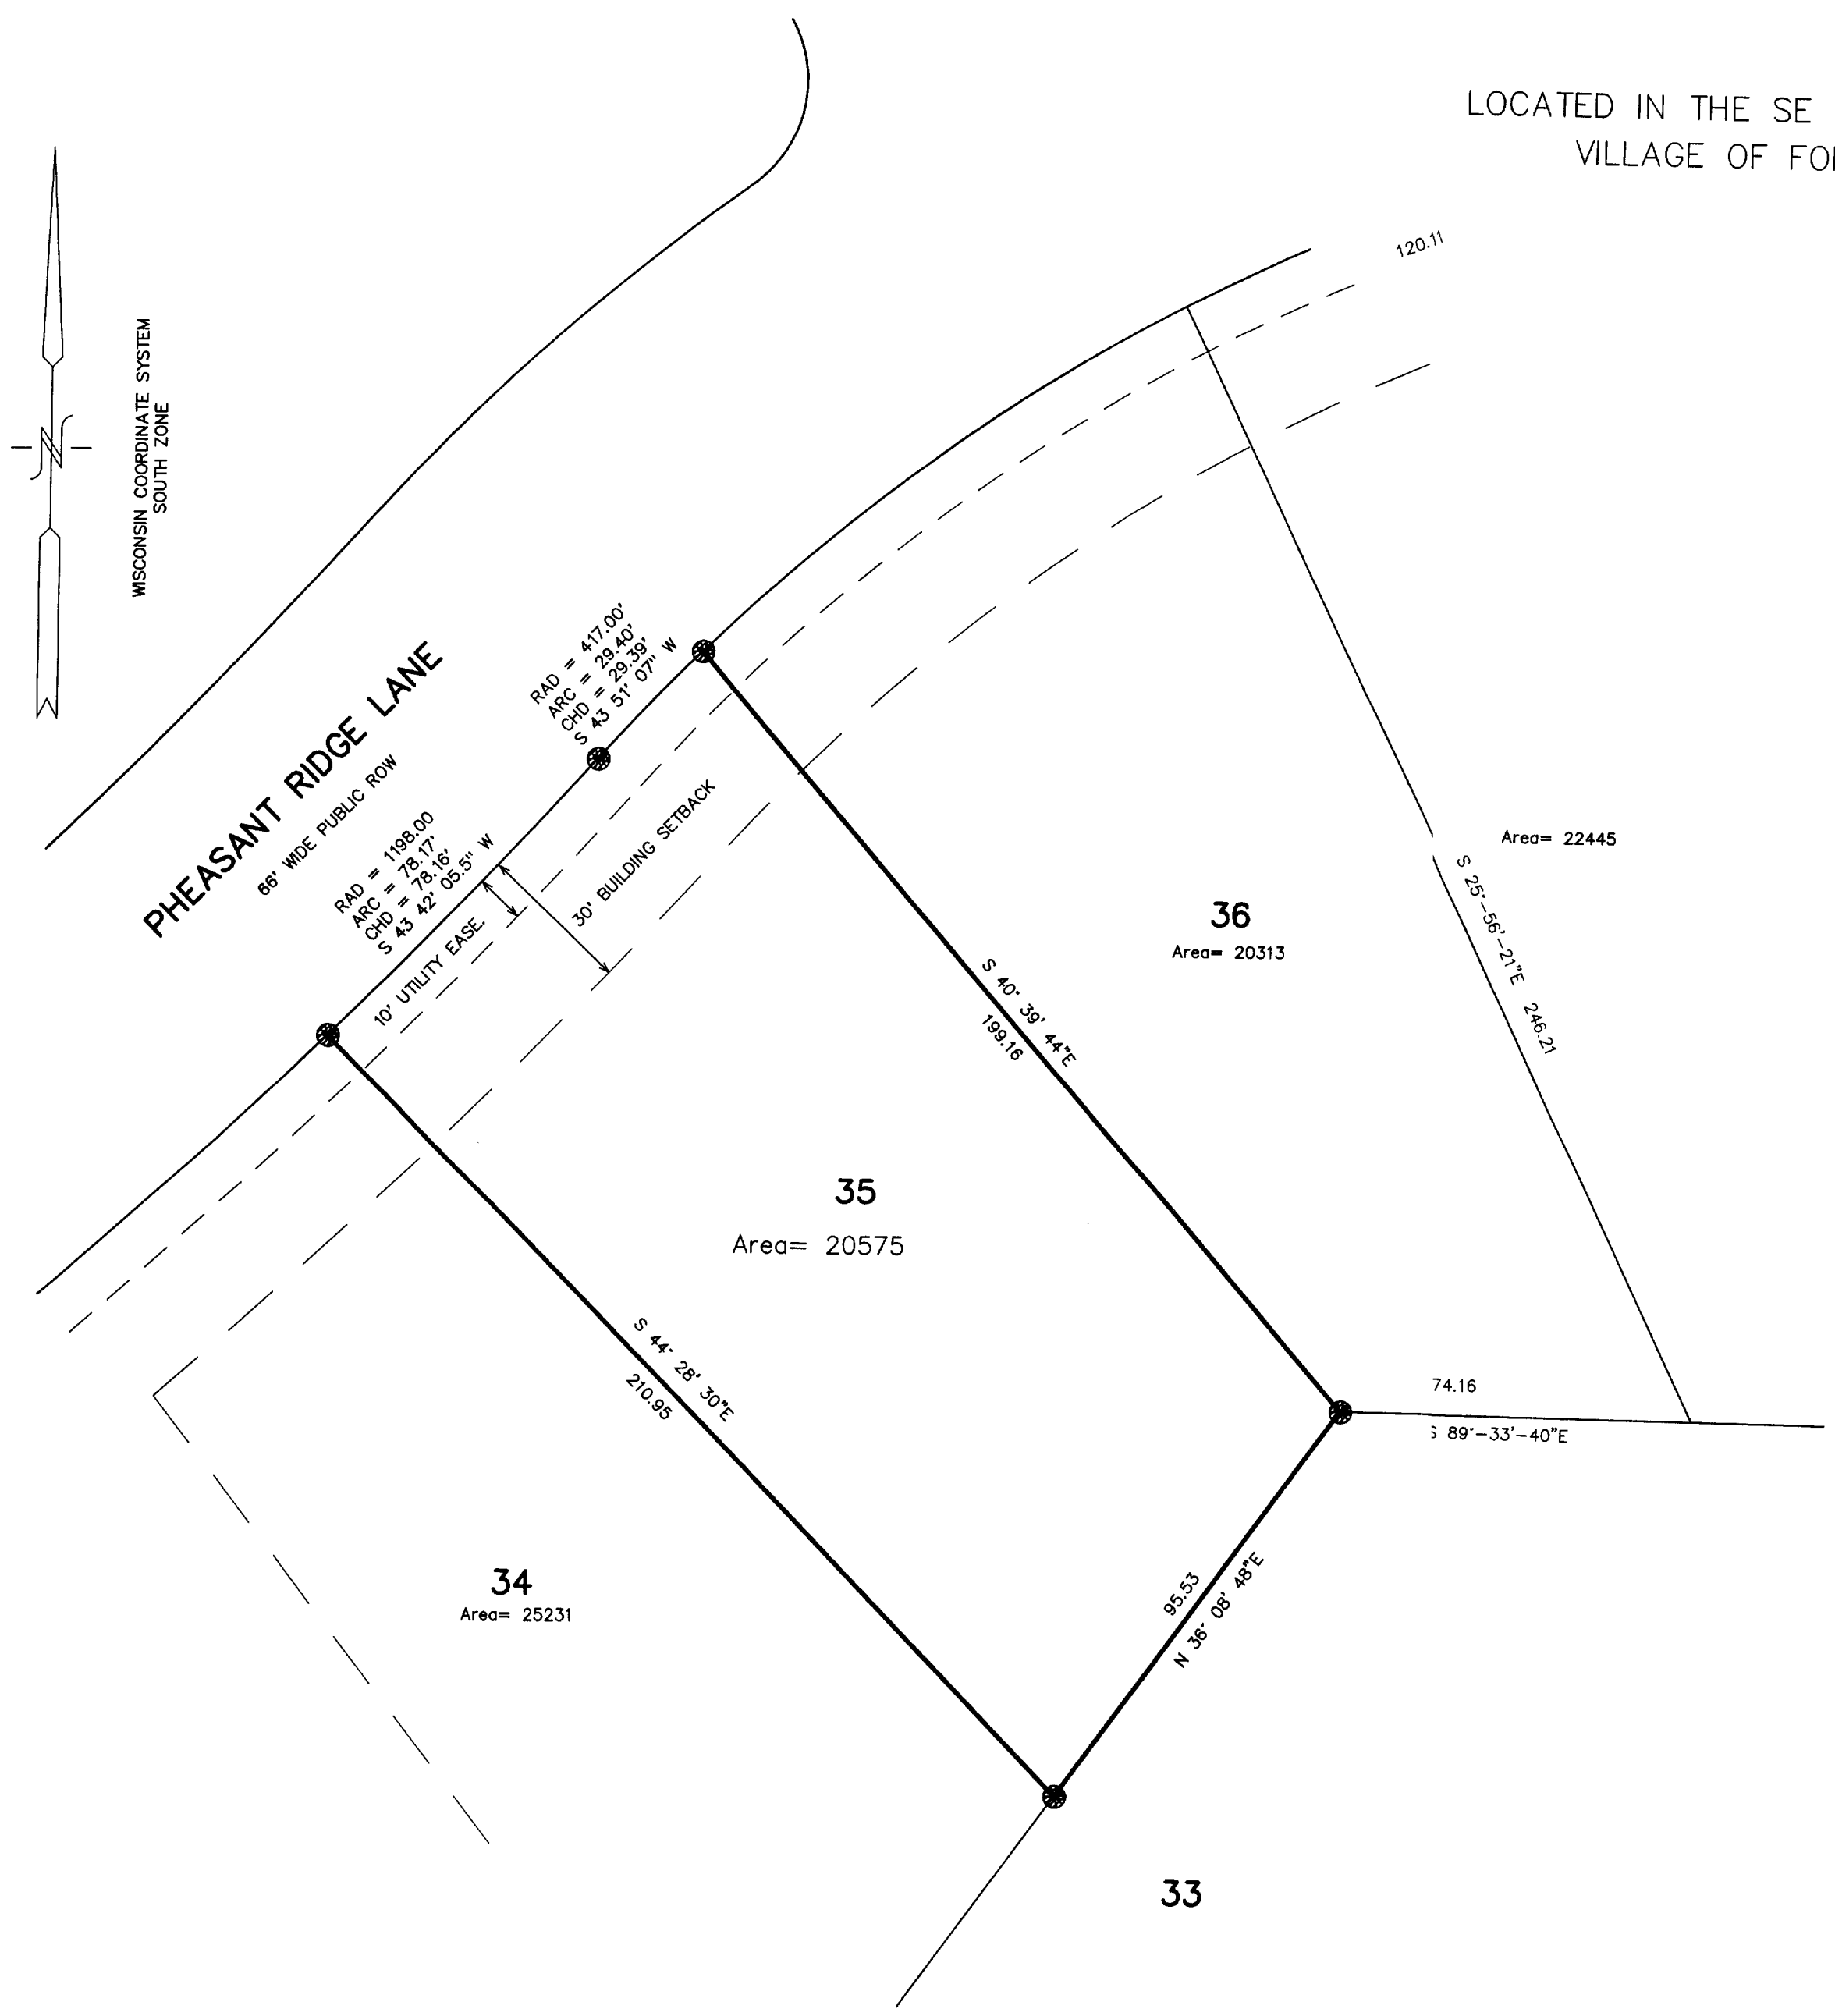 LOCATED IN THE SE
VILLAGE OF
120.11
N
WISCONSIN COORDINATE SYSTEM
SOUTH ZONE
PHEASANT RIDGE LANE
66' WIDE PUBLIC ROW
RAD = 417.00'
ARC = 29.40'
CHD = 29.39'
S 43 51' 07" W
RAD = 1198.00
ARC = 78.17'
CHD = 78.16'
S 43 42' 05.5" W
10' UTILITY EASE.
30' BUILDING SETBACK
Area= 22445
S 25°-56'-21"E 246.21
36
Area= 20313
S 40° 39' 44"E
199.16
35
Area= 20575
S 44° 28' 30"E
210.95
74.16
S 89°-33'-40"E
95.53
N 36° 08' 48"E
34
Area= 25231
33